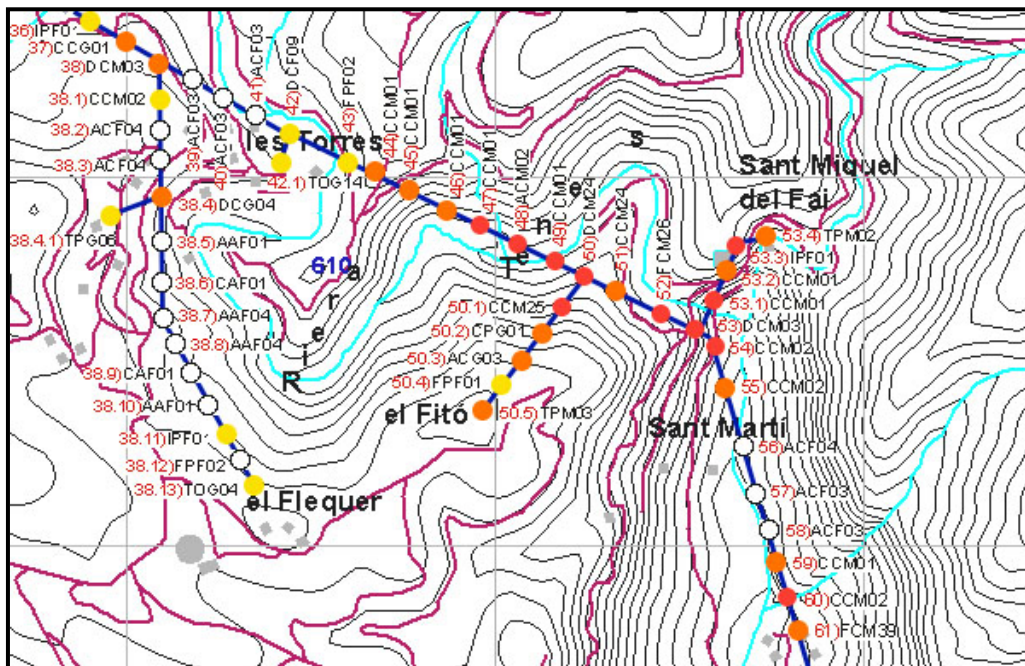 36)IPF01
37)CCG01
38)DCM03
38.1)CCM02
38.2)ACF04
38.3)ACF04
39)ACF03
40)ACF03
41)ACF03
42)DCF09
42.1)TOG14
43)FPF02
44)CCM01
45)CCM01
46)CCM01
47)CCM01
48)ACM02
49)CCM01
50)DCM24
51)CCM24
52)FCM26
les Torres
Sant Miquel
del Fai
38.4)DCG04
38.4.1)TPG06
38.5)AAF01
38.6)CAF01
38.7)AAF04
38.8)AAF04
38.9)CAF01
38.10)AAF01
38.11)IPF01
38.12)FPF02
38.13)TOG04
el Flequer
610
Riera
Tenes
50.1)CCM25
50.2)CPG01
50.3)ACG03
50.4)FPF01
50.5)TPM03
el Fitó
53.4)TPM02
53.3)IPF01
53.2)CCM01
53.1)CCM01
53)DCM03
54)CCM02
55)CCM02
Sant Martí
56)ACF04
57)ACF03
58)ACF03
59)CCM01
60)CCM02
61)FCM39